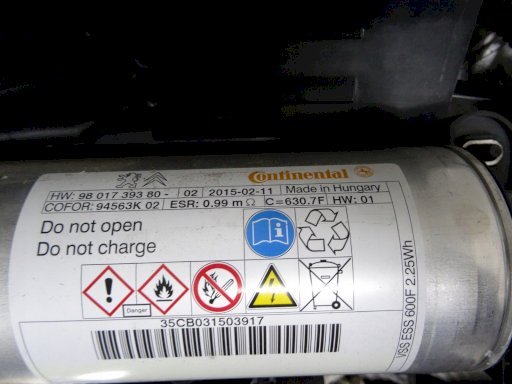 Continental
HW: 98 017 393 80 - 02 2015-02-11 Made in Hungary
COFOR: 94563K 02 ESR: 0.99 m Ω C=630.7F HW: 01
Do not open
Do not charge
Danger
35CB031503917
VSS ESS 600F 2.25Wh